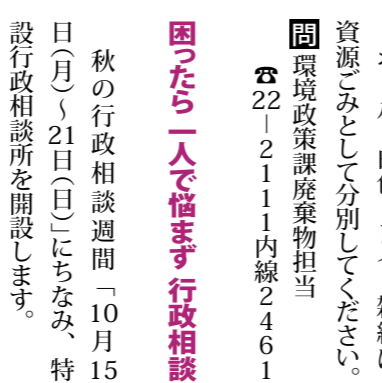 資源ごみとして分別してください。
問環境政策課廃棄物担当
☎22－2111内線2461
困ったら一人で悩まず 行政相談
秋の行政相談週間「10月15
日(月)～21日(日)」にちなみ、特
設行政相談所を開設します。